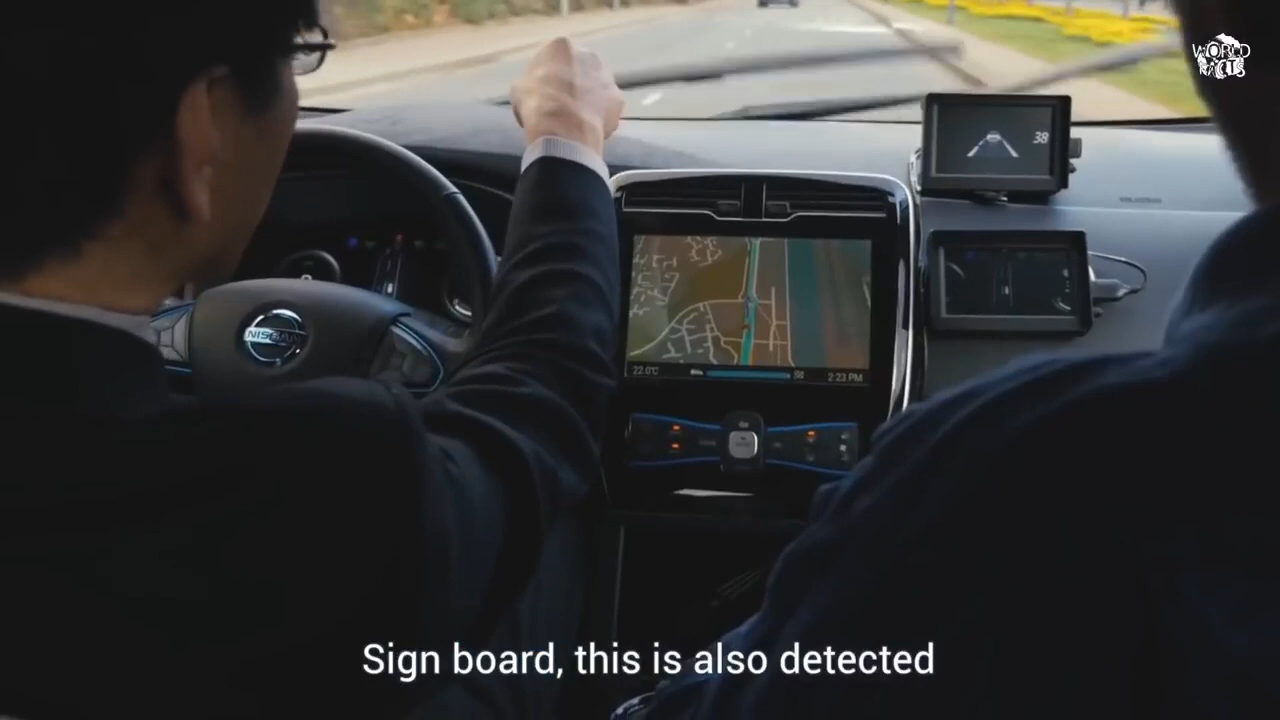 WORLD
FACTS
38
NISSAN
22.0°C
2:23 PM
Sign board, this is also detected